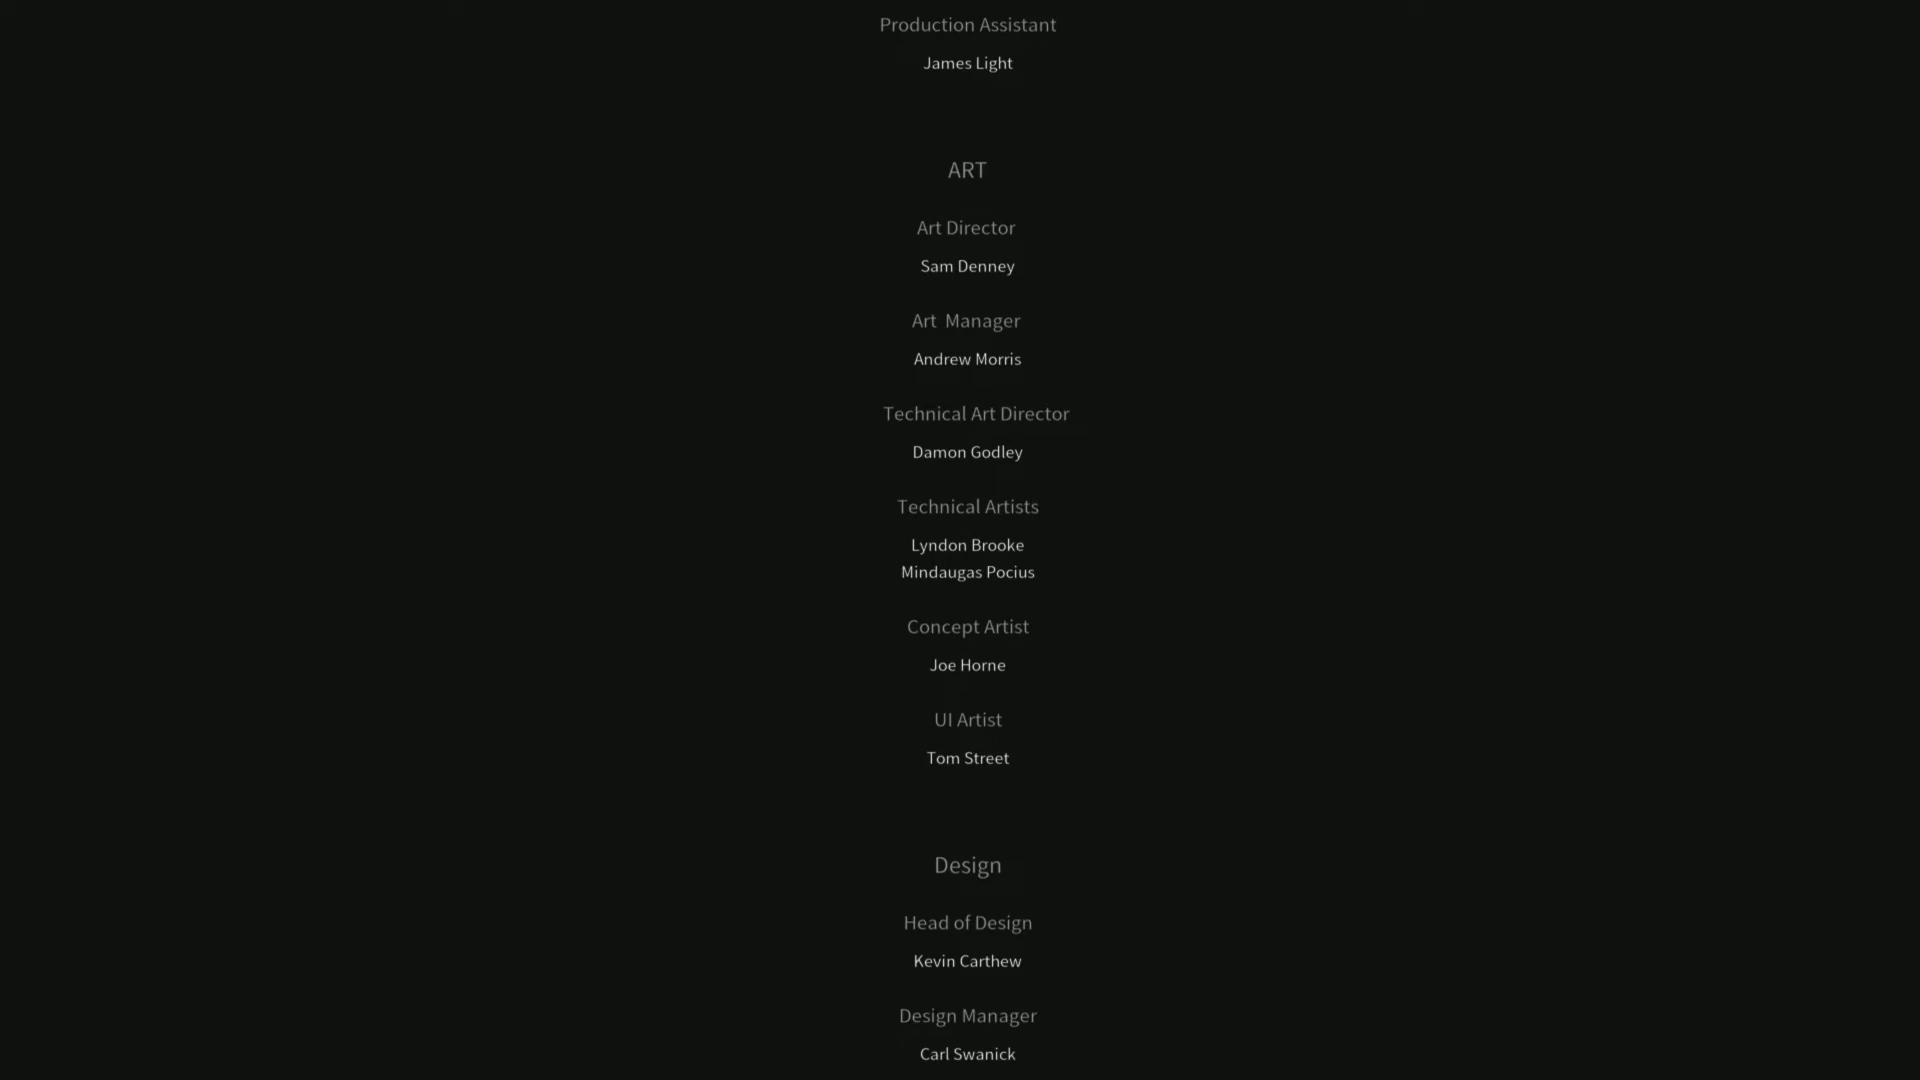 Production Assistant
James Light
ART
Art Director
Sam Denney
Art  Manager
Andrew Morris
Technical Art Director
Damon Godley
Technical Artists
Lyndon Brooke
Mindaugas Pocius
Concept Artist
Joe Horne
UI Artist
Tom Street
Design
Head of Design
Kevin Carthew
Design Manager
Carl Swanick